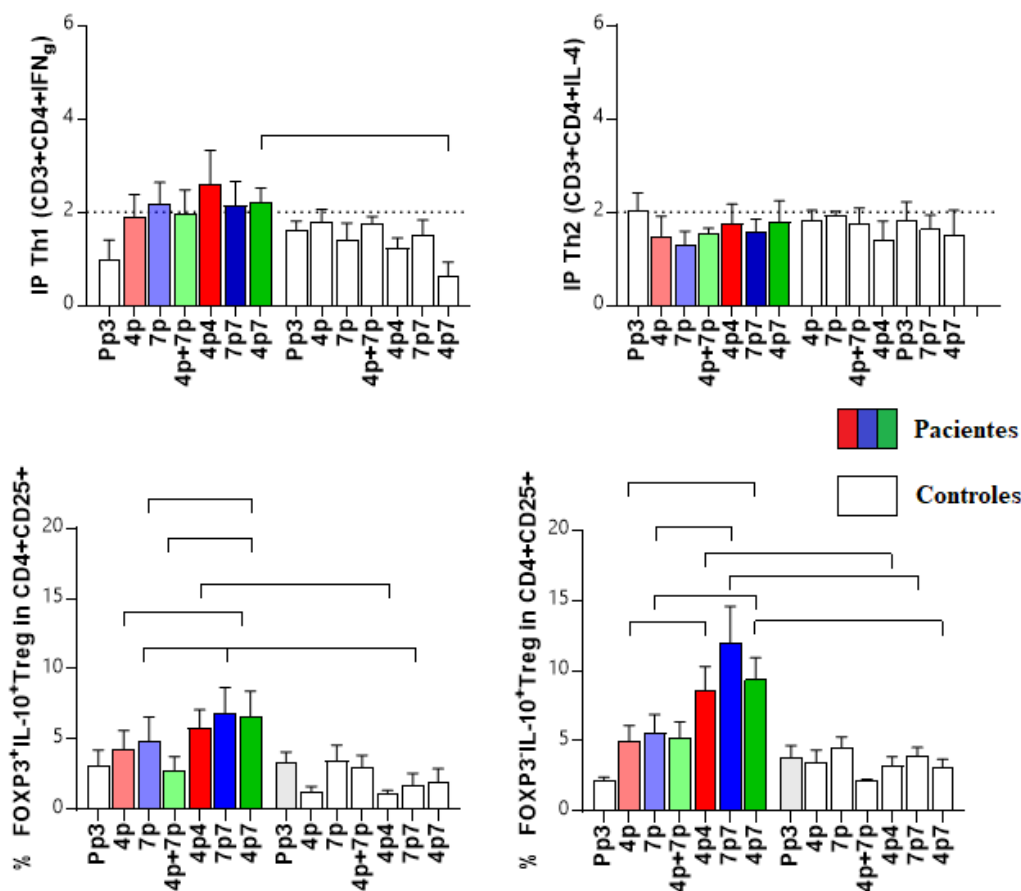 IP Th1 (CD3+CD4+IFNg)
6
4
2
0
Pp3
4p
7p
4p+7p
4p4
7p7
4p7
Pp3
4p
7p
4p+7p
4p4
7p7
4p7
IP Th2 (CD3+CD4+IL-4)
6
4
2
0
Pp3
4p
7p
4p+7p
4p4
7p7
4p7
4p
7p
4p+7p
4p4
Pp3
7p7
4p7
Pacientes
Controles
% FOXP3+IL-10+Treg in CD4+CD25+
20
15
10
5
0
Pp3
4p
7p
4p+7p
4p4
7p7
4p7
Pp3
4p
7p
4p+7p
4p4
7p7
4p7
% FOXP3-IL-10+Treg in CD4+CD25+
20
15
10
5
0
Pp3
4p
7p
4p+7p
4p4
7p7
4p7
Pp3
4p
7p
4p+7p
4p4
7p7
4p7